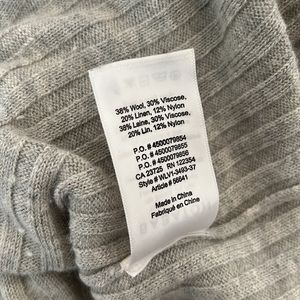 38% Wool, 30% Viscose,
20% Linen, 12% Nylon
38% Laine, 30% Viscose,
20% Lin, 12% Nylon
P.O. # 4500079854
P.O. # 4500079855
P.O. # 4500079856
CA 23725 RN 122354
Style # WLV1-3493-37
Article # 56641
Made in China
Fabriqué en Chine